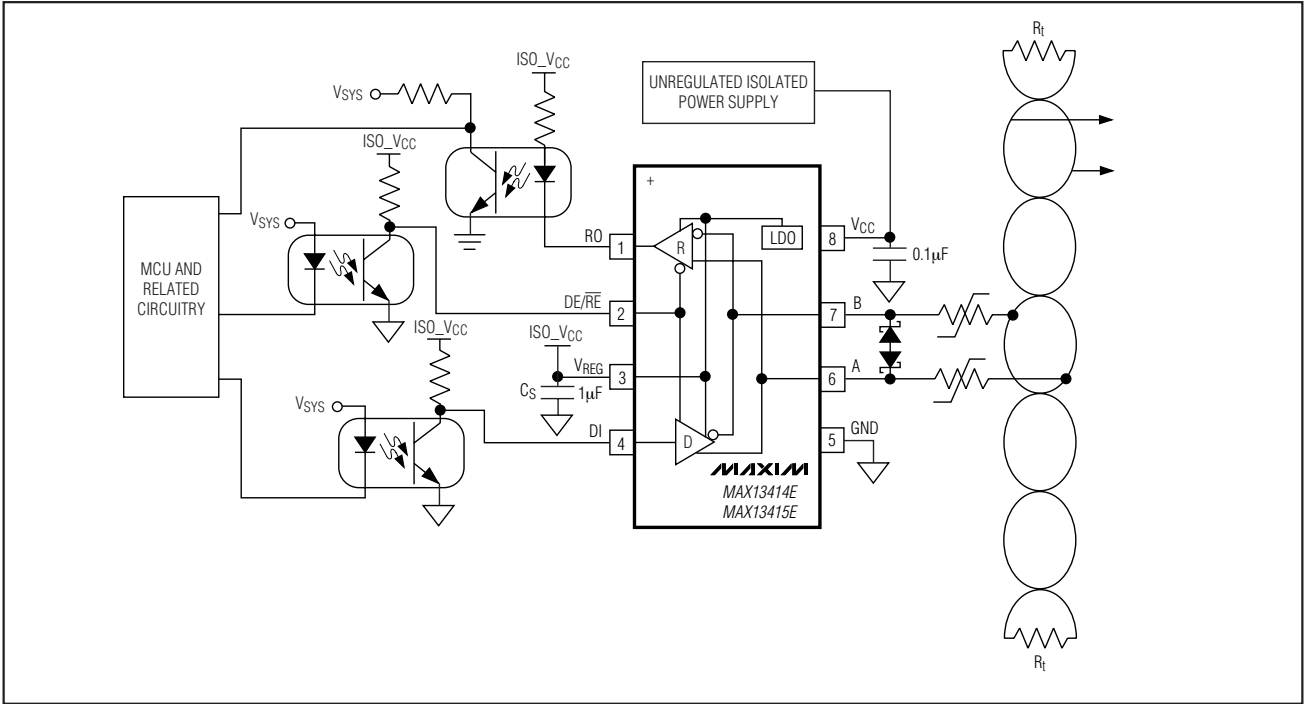 Rt
ISO_VCC
UNREGULATED ISOLATED
POWER SUPPLY
VSYS
ISO_VCC
+
VSYS
RO
1
R
LDO
8
VCC
0.1μF
MCU AND
RELATED
CIRCUITRY
DE/RE
2
7
B
ISO_VCC
ISO_VCC
VREG
3
CS
1μF
6
A
VSYS
DI
4
D
5
GND
MAXIM
MAX13414E
MAX13415E
Rt